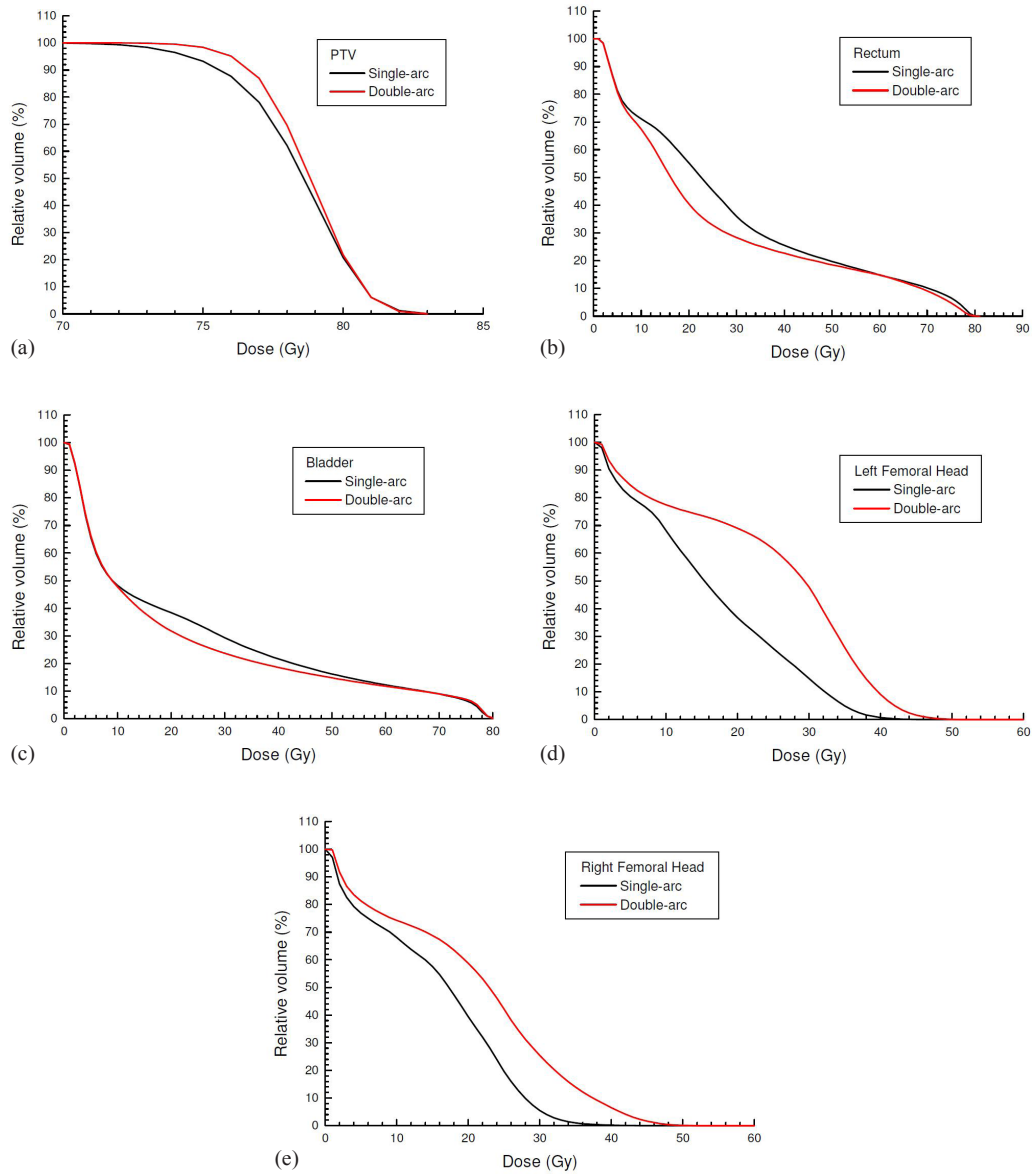 110
100
90
80
70
60
50
40
30
20
10
0
Relative volume (%)
PTV
Single-arc
Double-arc
70 75 80 85
Dose (Gy)
(a)
110
100
90
80
70
60
50
40
30
20
10
0
Relative volume (%)
Rectum
Single-arc
Double-arc
0 10 20 30 40 50 60 70 80 90
Dose (Gy)
(b)
110
100
90
80
70
60
50
40
30
20
10
0
Relative volume (%)
Bladder
Single-arc
Double-arc
0 10 20 30 40 50 60 70 80
Dose (Gy)
(c)
110
100
90
80
70
60
50
40
30
20
10
0
Relative volume (%)
Left Femoral Head
Single-arc
Double-arc
0 10 20 30 40 50 60
Dose (Gy)
(d)
110
100
90
80
70
60
50
40
30
20
10
0
Relative volume (%)
Right Femoral Head
Single-arc
Double-arc
0 10 20 30 40 50 60
Dose (Gy)
(e)